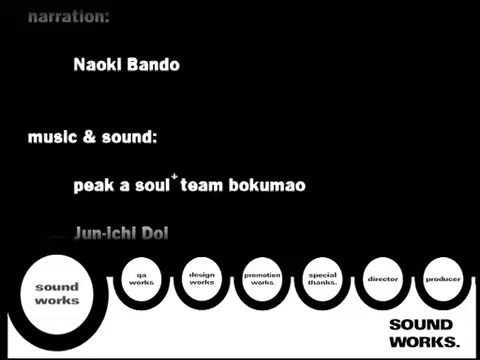 narration:
Naoki Bando
music & sound:
peak a soul+ team bokumao
Jun-ichi Doi
sound
works
qa
works
design
works
promotion
works
special
thanks.
director
producer
SOUND
WORKS.